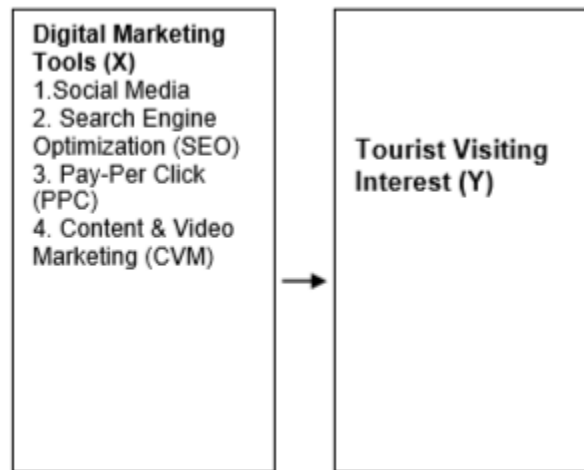 Digital Marketing
Tools (X)
1.Social Media
2. Search Engine
Optimization (SEO)
3. Pay-Per Click
(PPC)
4. Content & Video
Marketing (CVM)
Tourist Visiting
Interest (Y)